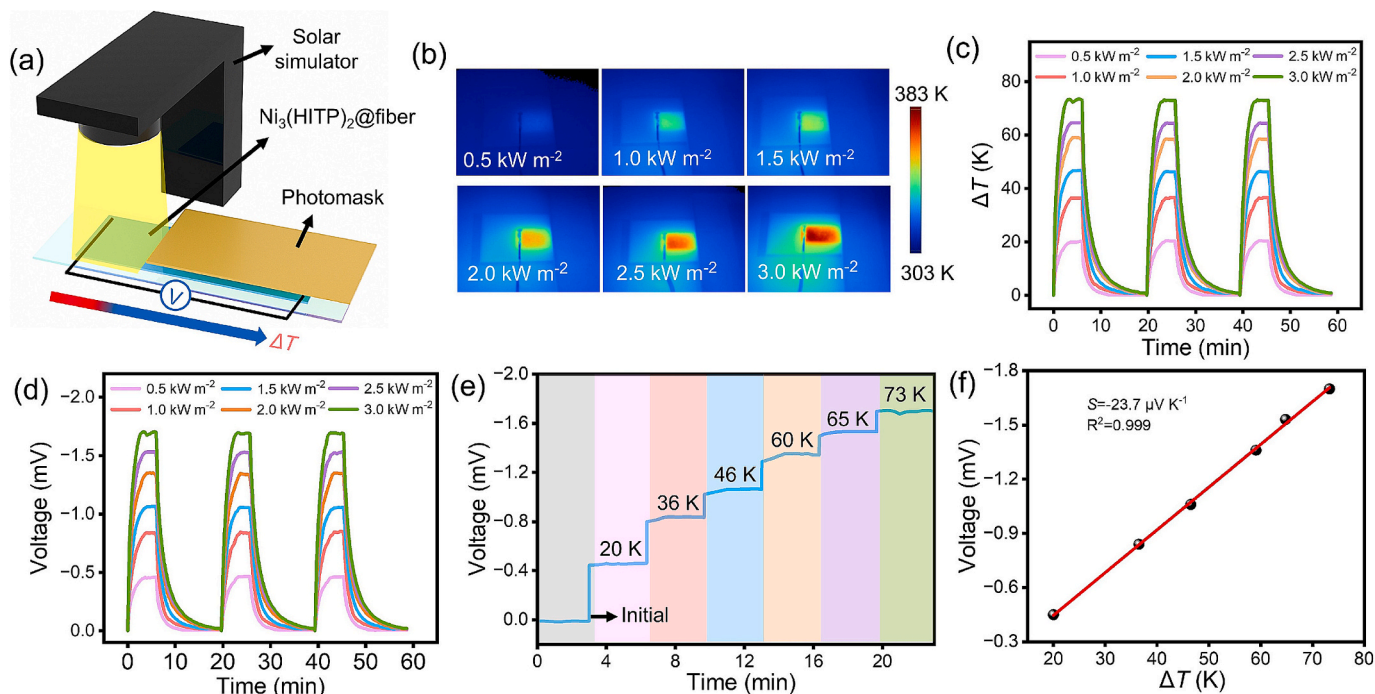 (a)
Solar
simulator
Ni₃(HITP)₂@fiber
Photomask
V
ΔT
(b)
0.5 kW m⁻²
1.0 kW m⁻²
1.5 kW m⁻²
2.0 kW m⁻²
2.5 kW m⁻²
3.0 kW m⁻²
383 K
303 K
(c)
0.5 kW m⁻² 1.5 kW m⁻² 2.5 kW m⁻²
1.0 kW m⁻² 2.0 kW m⁻² 3.0 kW m⁻²
80
60
40
20
0
ΔT (K)
0 10 20 30 40 50 60
Time (min)
(d)
0.5 kW m⁻² 1.5 kW m⁻² 2.5 kW m⁻²
1.0 kW m⁻² 2.0 kW m⁻² 3.0 kW m⁻²
−2.0
−1.5
−1.0
−0.5
0.0
Voltage (mV)
0 10 20 30 40 50 60
Time (min)
(e)
−2.0
−1.6
−1.2
−0.8
−0.4
0.0
Voltage (mV)
Initial
20 K
36 K
46 K
60 K
65 K
73 K
0 4 8 12 16 20
Time (min)
(f)
S=-23.7 μV K⁻¹
R²=0.999
−1.8
−1.5
−1.2
−0.9
−0.6
−0.3
Voltage (mV)
20 30 40 50 60 70 80
ΔT (K)